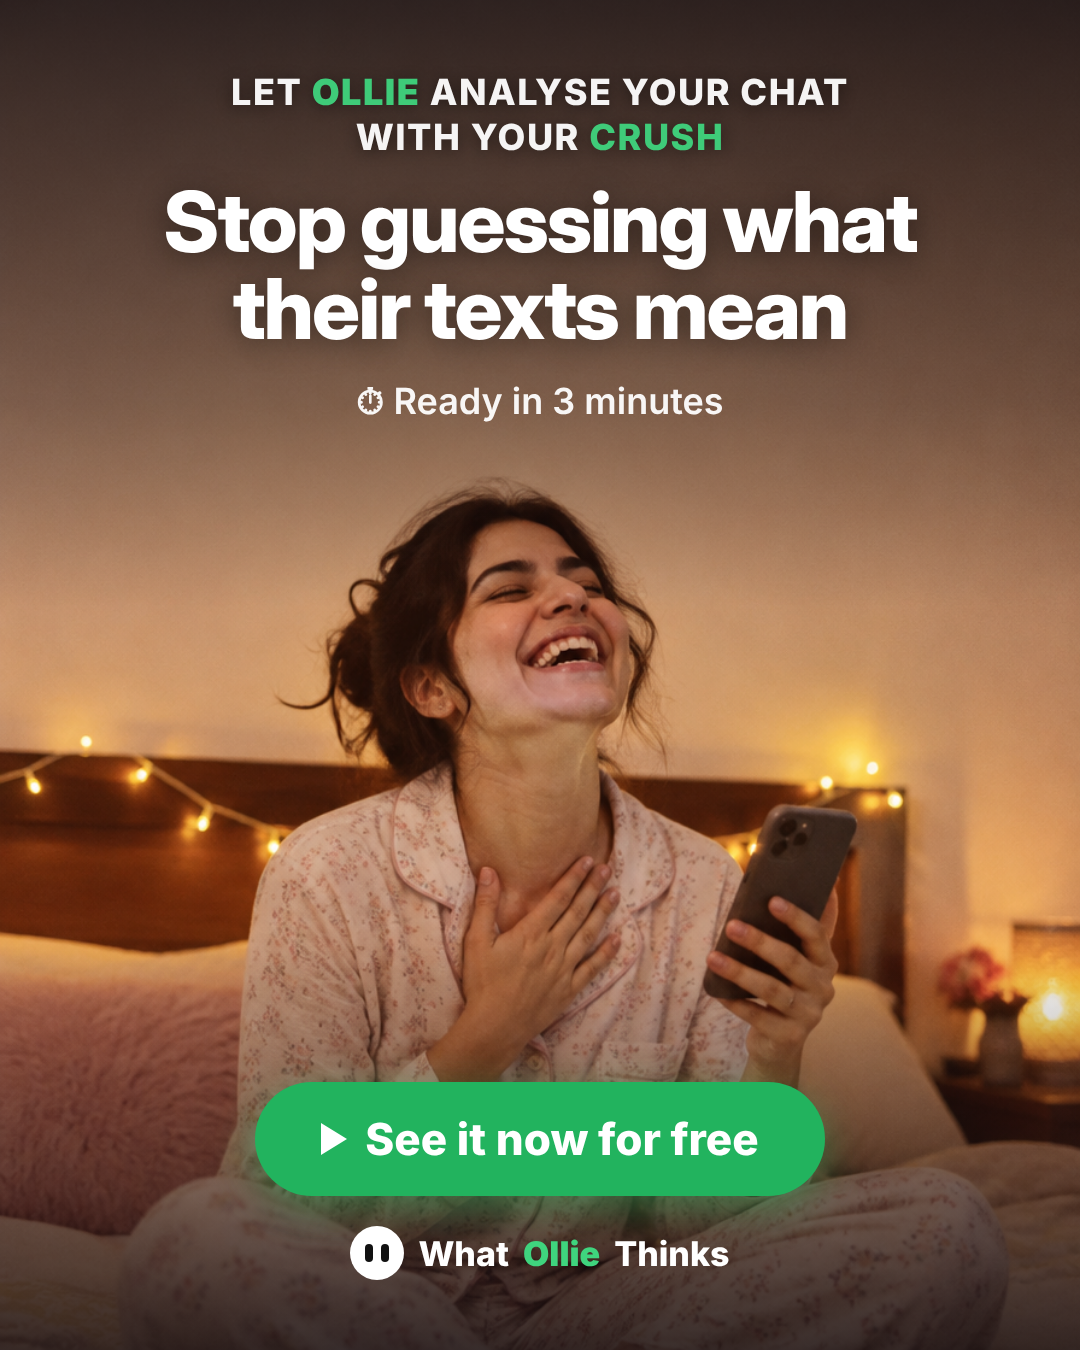 LET OLLIE ANALYSE YOUR CHAT
WITH YOUR CRUSH
Stop guessing what
their texts mean
⏱ Ready in 3 minutes
▶ See it now for free
What Ollie Thinks